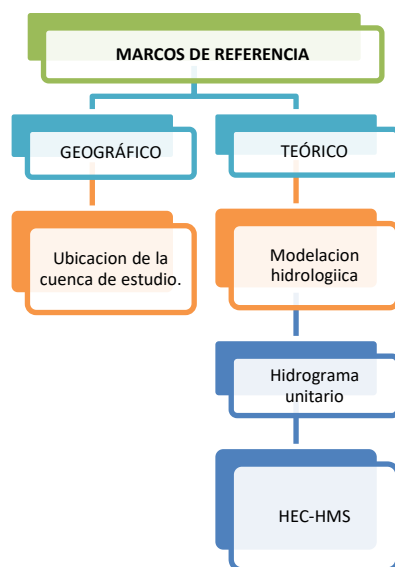 MARCOS DE REFERENCIA
GEOGRÁFICO
TEÓRICO
Ubicacion de la
cuenca de estudio.
Modelacion
hidrologiica
Hidrograma
unitario
HEC-HMS